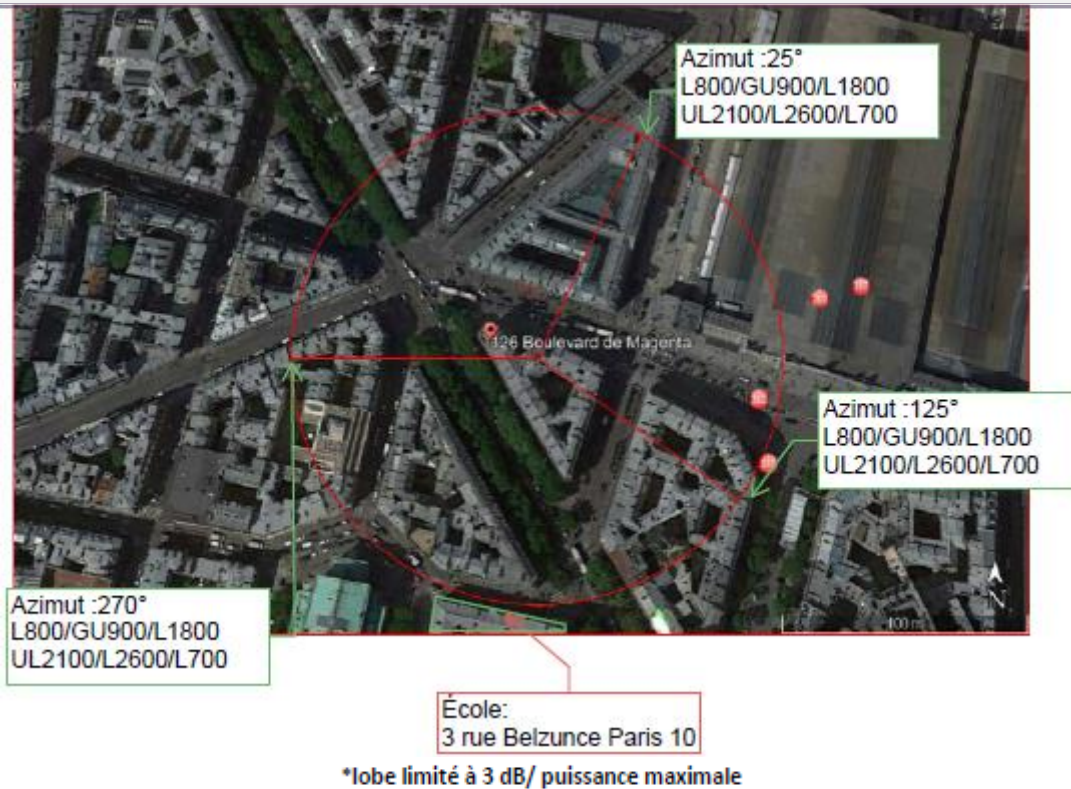 Azimut :25°
L800/GU900/L1800
UL2100/L2600/L700
126 Boulevard de Magenta
Azimut :125°
L800/GU900/L1800
UL2100/L2600/L700
Azimut :270°
L800/GU900/L1800
UL2100/L2600/L700
100 m
N
École:
3 rue Belzunce Paris 10
*lobe limité à 3 dB/ puissance maximale